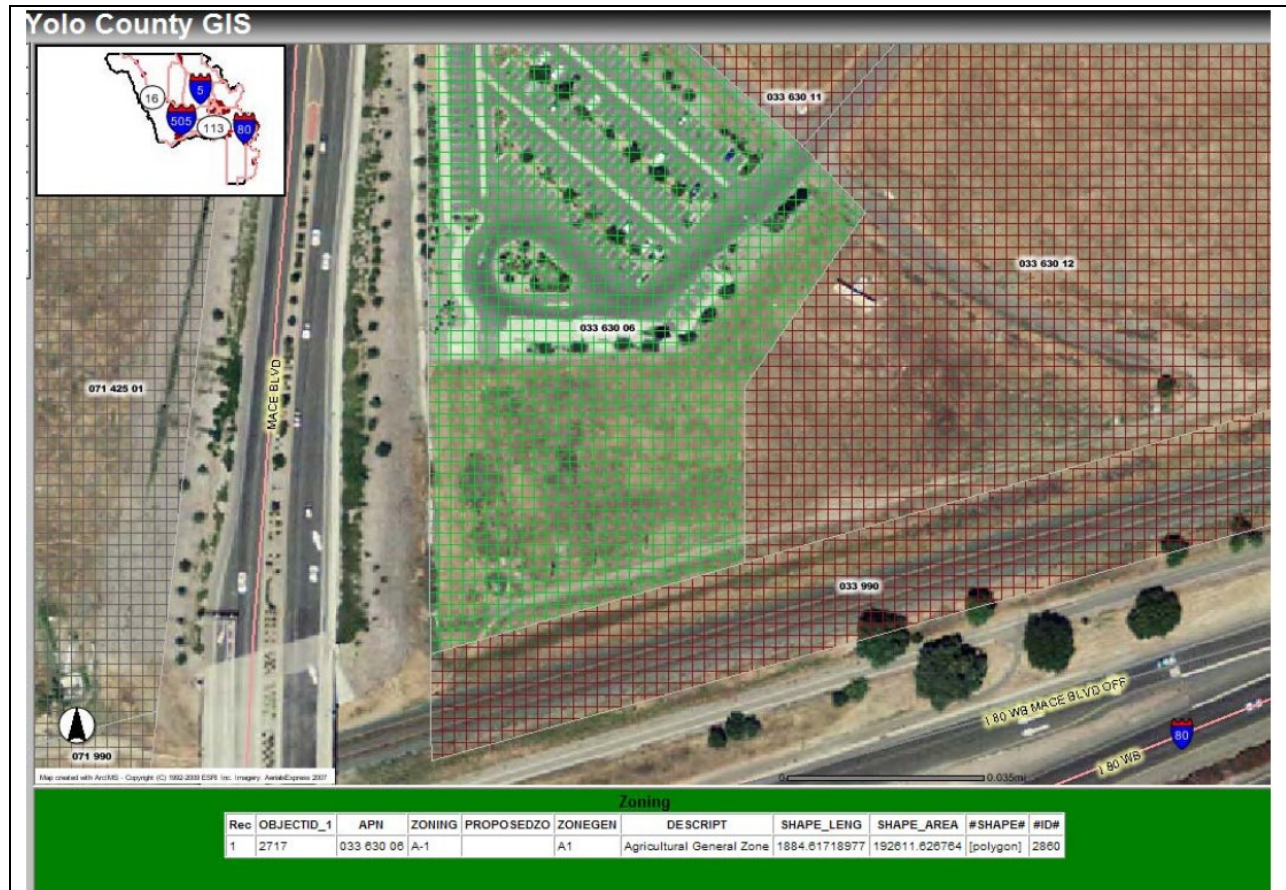 Yolo County GIS
16
5
505
113
80
033 630 11
033 630 12
033 630 06
071 425 01
MACE BLVD
033 990
I 80 WB MACE BLVD OFF
80
I 80 WB
071 990
Map created with ArcIMS - Copyright (C) 1992-2009 ESRI Inc. Imagery: AerialsExpress 2007
0 0.035mi
Zoning
Rec OBJECTID_1 APN ZONING PROPOSEDZO ZONEGEN DESCRIPT SHAPE_LENG SHAPE_AREA #SHAPE# #ID#
1 2717 033 630 06 A-1 A1 Agricultural General Zone 1884.61718977 192611.626764 [polygon] 2860